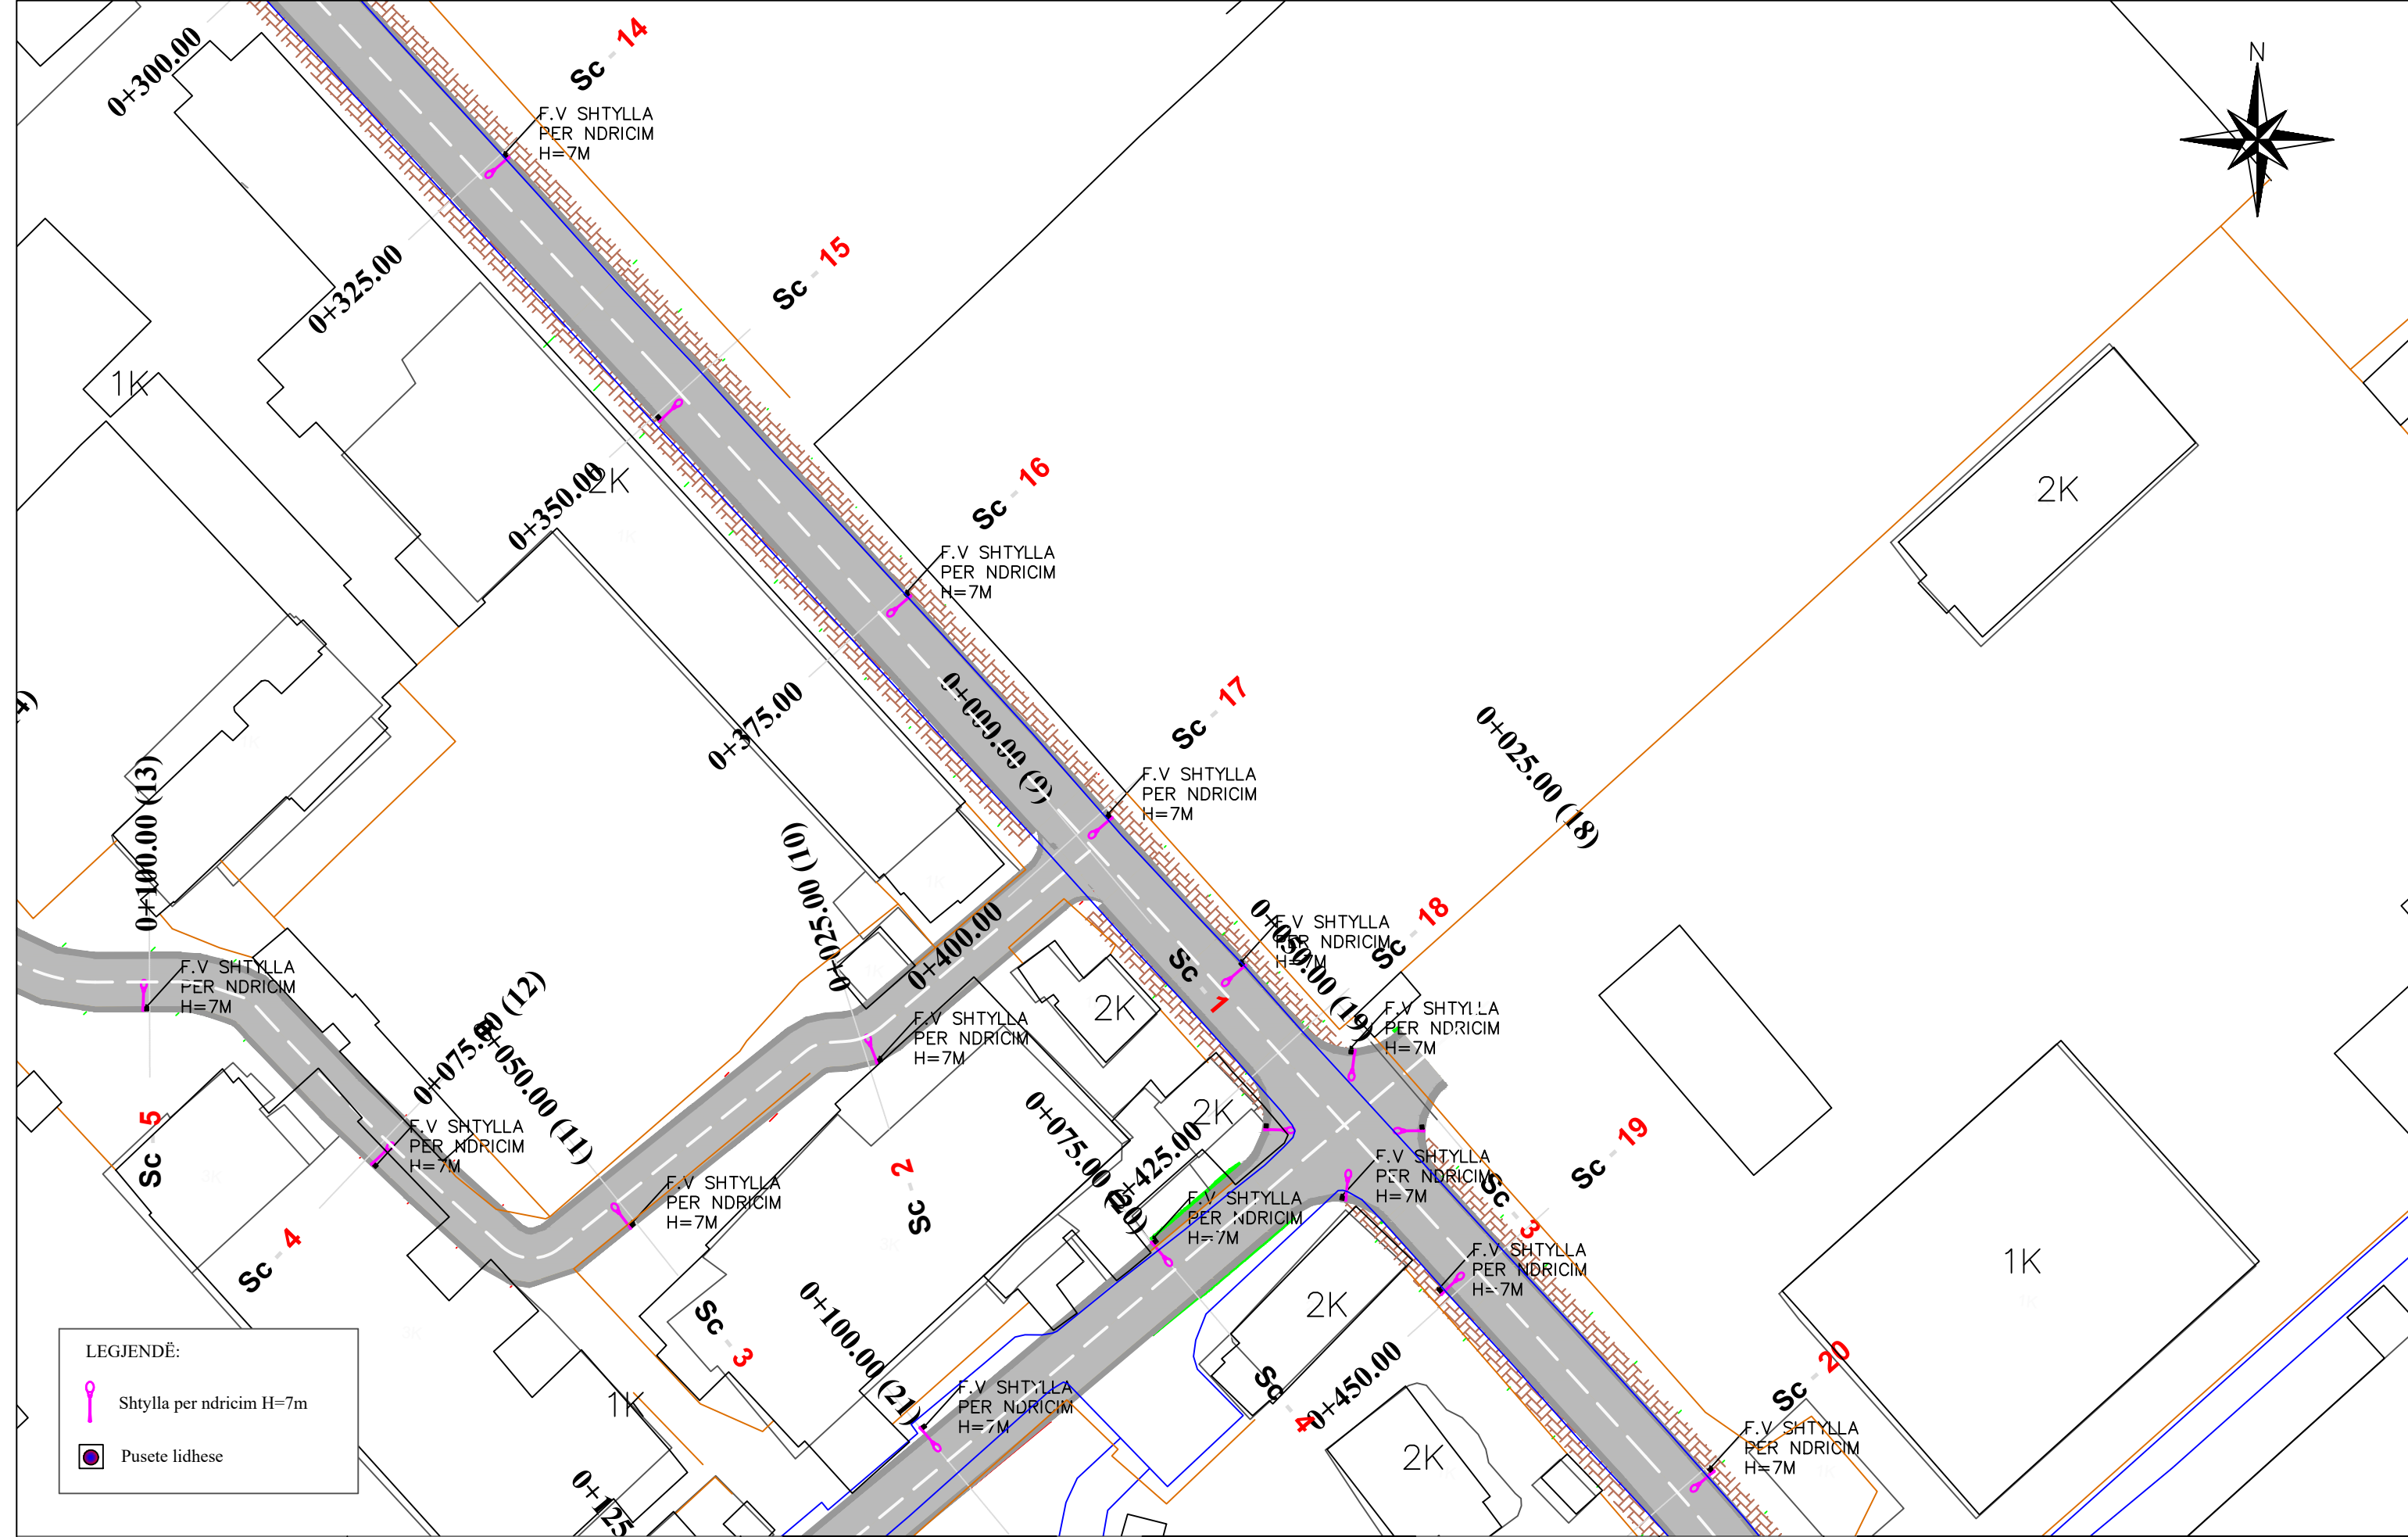 Sc - 14
0+300.00
N
F.V SHTYLLA
PER NDRICIM
H=7M
Sc - 15
0+325.00
1K
Sc - 16
0+350.00
2K
2K
F.V SHTYLLA
PER NDRICIM
H=7M
Sc - 17
0+375.00
0+000.00 (9)
0+025.00 (18)
F.V SHTYLLA
PER NDRICIM
H=7M
0+100.00 (13)
0+025.00 (10)
0+400.00
Sc - 18
F.V SHTYLLA
PER NDRICIM
H=7M
0+050.00 (19)
Sc - 1
F.V SHTYLLA
PER NDRICIM
H=7M
2K
F.V SHTYLLA
PER NDRICIM
H=7M
F.V SHTYLLA
PER NDRICIM
H=7M
0+075.00 (12)
0+050.00 (11)
Sc - 5
F.V SHTYLLA
PER NDRICIM
H=7M
2K
0+075.00 (20)
0+425.00
Sc - 19
F.V SHTYLLA
PER NDRICIM
H=7M
Sc - 2
F.V SHTYLLA
PER NDRICIM
H=7M
F.V SHTYLLA
PER NDRICIM
H=7M
Sc - 3
Sc - 4
F.V SHTYLLA
PER NDRICIM
H=7M
1K
2K
Sc - 3
0+100.00 (21)
Sc - 4
0+450.00
Sc - 20
1K
F.V SHTYLLA
PER NDRICIM
H=7M
F.V SHTYLLA
PER NDRICIM
H=7M
2K
0+125
LEGJENDË:
Shtylla per ndricim H=7m
Pusete lidhese